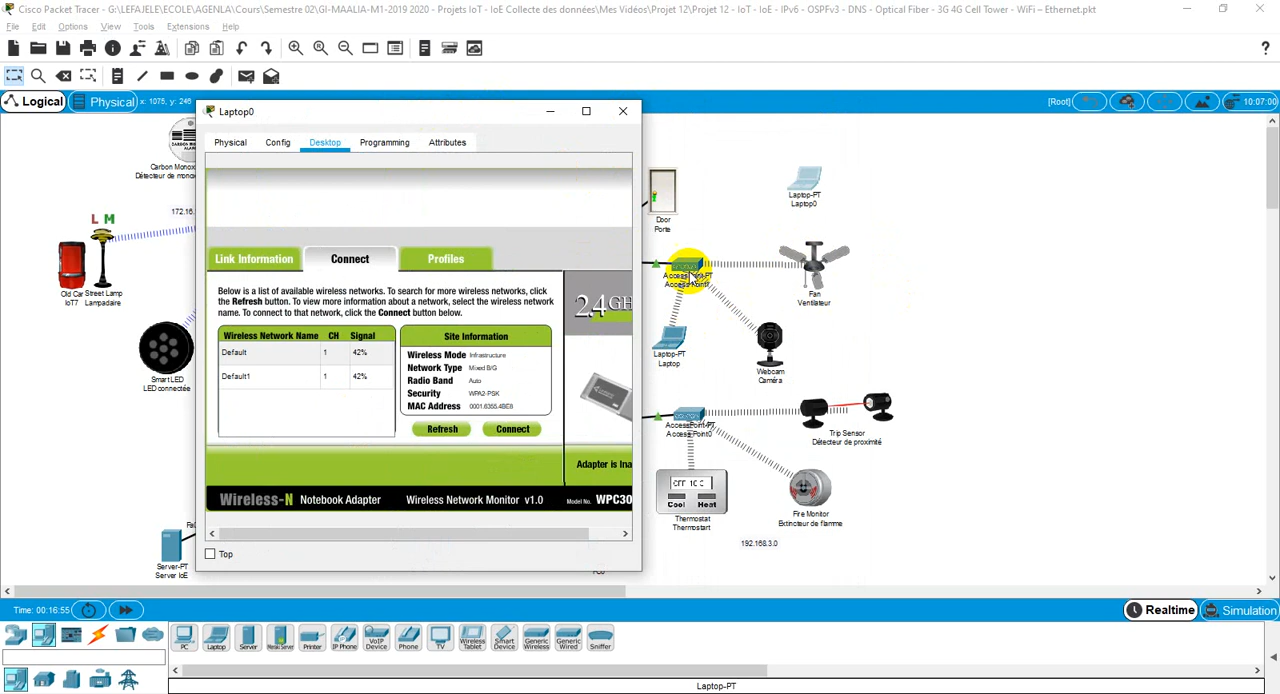 Cisco Packet Tracer - G:\LEFAJELE\ECOLE\AGENLA\Cours\Semestre 02\GI-MAALIA-M1-2019 2020 - Projets IoT - IoE Collecte des données\Mes Vidéos\Projet 12\Projet 12 - IoT - IoE - IPv6 - OSPFv3 - DNS - Optical Fiber - 3G 4G Cell Tower - WiFi – Ethernet.pkt
File Edit Options View Tools Extensions Help
Logical Physical x: 1075, y: 246 [Root] 10:07:00
Laptop0
Physical Config Desktop Programming Attributes
Link Information Connect Profiles
Below is a list of available wireless networks. To search for more wireless networks, click
the Refresh button. To view more information about a network, select the wireless network
name. To connect to that network, click the Connect button below.
Wireless Network Name CH Signal
Default 1 42%
Default1 1 42%
Site Information
Wireless Mode Infrastructure
Network Type Mixed B/G
Radio Band Auto
Security WPA2-PSK
MAC Address 0001.6355.4BE8
Refresh Connect
2.4GH
Adapter is Ina
Wireless-N Notebook Adapter Wireless Network Monitor v1.0 Model No. WPC30
Top
Carbon Monox
Détecteur de mono
172.16.
L M
Old Car
IoT7
Street Lamp
Lampadaire
Smart LED
LED connectée
Server-PT
Server IoE
Door
Porte
Laptop-PT
Laptop0
Fan
Ventilateur
Laptop-PT
Laptop
Webcam
Caméra
AccessPoint-PT
Access Point0
Trip Sensor
Détecteur de proximité
Cool Heat
Thermostat
Thermostart
Fire Monitor
Extincteur de flamme
192.168.3.0
Time: 00:16:55 Realtime Simulation
PC Laptop Server Meraki Server Printer IP Phone VoIP Device Phone TV Wireless Tablet Smart Device Generic Wireless Generic Wired Sniffer
Laptop-PT